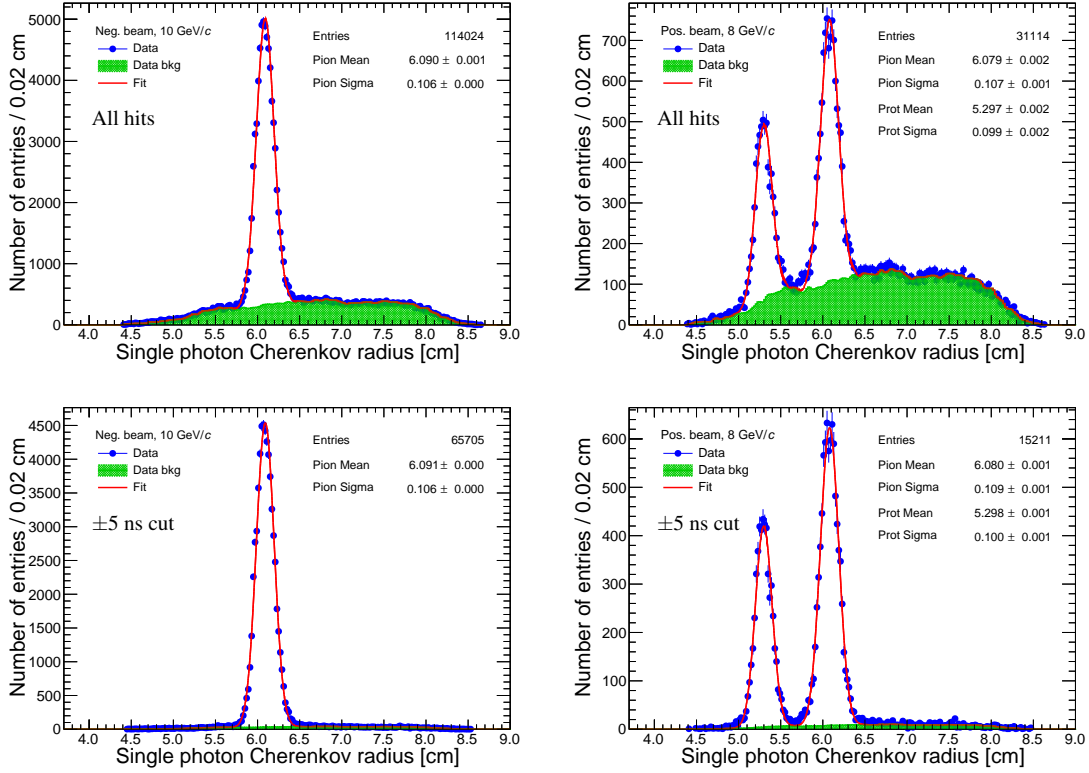 Neg. beam, 10 GeV/c
Data
Data bkg
Fit
All hits
Entries 114024
Pion Mean 6.090 ± 0.001
Pion Sigma 0.106 ± 0.000
Number of entries / 0.02 cm
0
1000
2000
3000
4000
5000
4.0 4.5 5.0 5.5 6.0 6.5 7.0 7.5 8.0 8.5 9.0
Single photon Cherenkov radius [cm]
Pos. beam, 8 GeV/c
Data
Data bkg
Fit
All hits
Entries 31114
Pion Mean 6.079 ± 0.002
Pion Sigma 0.107 ± 0.001
Prot Mean 5.297 ± 0.002
Prot Sigma 0.099 ± 0.002
Number of entries / 0.02 cm
0
100
200
300
400
500
600
700
4.0 4.5 5.0 5.5 6.0 6.5 7.0 7.5 8.0 8.5 9.0
Single photon Cherenkov radius [cm]
Neg. beam, 10 GeV/c
Data
Data bkg
Fit
±5 ns cut
Entries 65705
Pion Mean 6.091 ± 0.000
Pion Sigma 0.106 ± 0.000
Number of entries / 0.02 cm
0
500
1000
1500
2000
2500
3000
3500
4000
4500
4.0 4.5 5.0 5.5 6.0 6.5 7.0 7.5 8.0 8.5 9.0
Single photon Cherenkov radius [cm]
Pos. beam, 8 GeV/c
Data
Data bkg
Fit
±5 ns cut
Entries 15211
Pion Mean 6.080 ± 0.001
Pion Sigma 0.109 ± 0.001
Prot Mean 5.298 ± 0.001
Prot Sigma 0.100 ± 0.001
Number of entries / 0.02 cm
0
100
200
300
400
500
600
4.0 4.5 5.0 5.5 6.0 6.5 7.0 7.5 8.0 8.5 9.0
Single photon Cherenkov radius [cm]